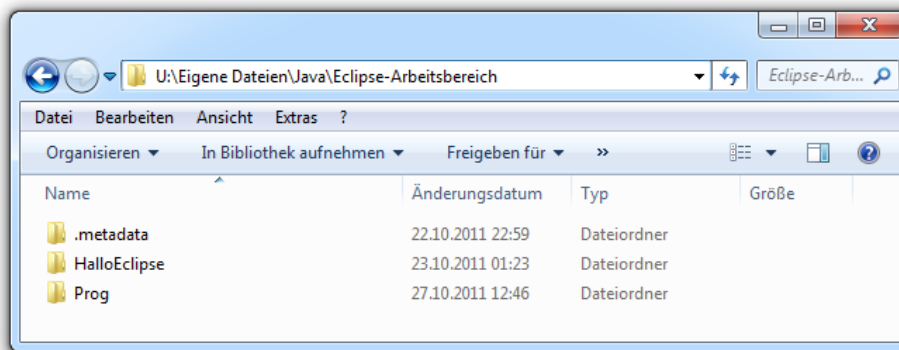 U:\Eigene Dateien\Java\Eclipse-Arbeitsbereich Eclipse-Arb...
Datei Bearbeiten Ansicht Extras ?
Organisieren In Bibliothek aufnehmen Freigeben für »
Name Änderungsdatum Typ Größe
.metadata 22.10.2011 22:59 Dateiordner
HalloEclipse 23.10.2011 01:23 Dateiordner
Prog 27.10.2011 12:46 Dateiordner